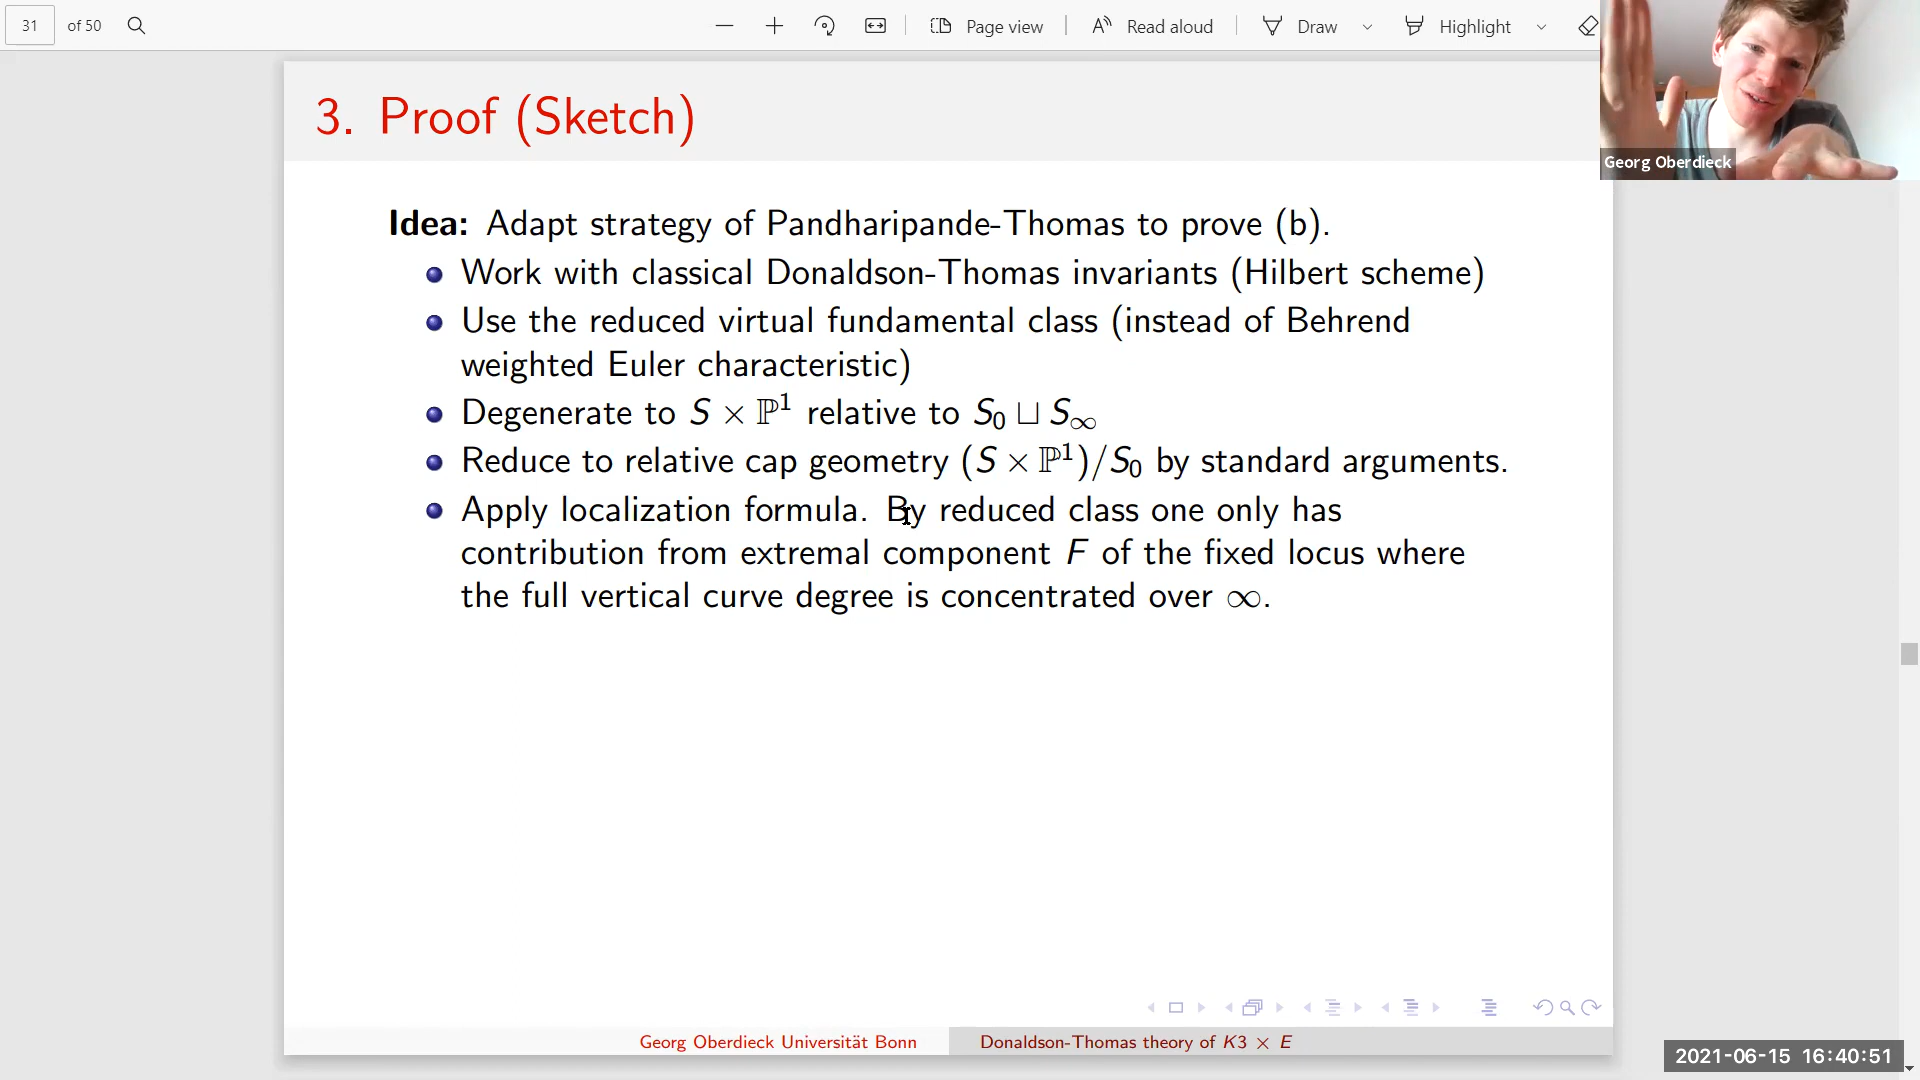 31 of 50
Page view
Read aloud
Draw
Highlight
Georg Oberdieck
3. Proof (Sketch)
Idea: Adapt strategy of Pandharipande-Thomas to prove (b).
Work with classical Donaldson-Thomas invariants (Hilbert scheme)
Use the reduced virtual fundamental class (instead of Behrend
weighted Euler characteristic)
Degenerate to S × ℙ¹ relative to S₀ ⊔ S∞
Reduce to relative cap geometry (S × ℙ¹)/S₀ by standard arguments.
Apply localization formula. By reduced class one only has
contribution from extremal component F of the fixed locus where
the full vertical curve degree is concentrated over ∞.
Georg Oberdieck Universität Bonn
Donaldson-Thomas theory of K3 × E
2021-06-15 16:40:51